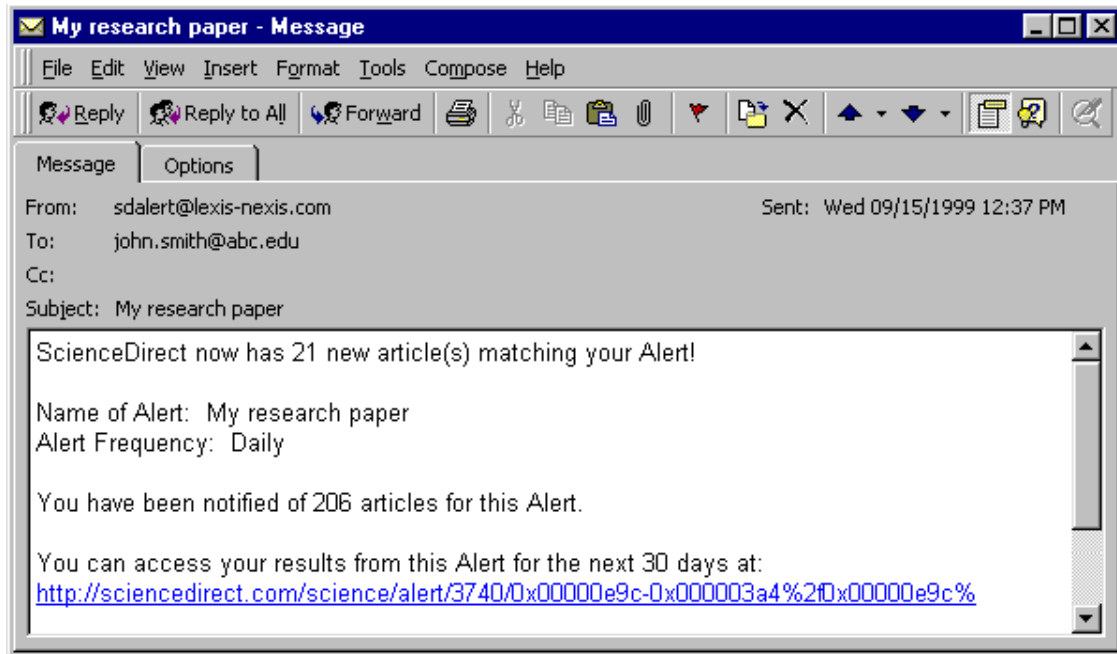 My research paper - Message
File Edit View Insert Format Tools Compose Help
Reply Reply to All Forward
Message Options
From: sdalert@lexis-nexis.com Sent: Wed 09/15/1999 12:37 PM
To: john.smith@abc.edu
Cc:
Subject: My research paper
ScienceDirect now has 21 new article(s) matching your Alert!
Name of Alert: My research paper
Alert Frequency: Daily
You have been notified of 206 articles for this Alert.
You can access your results from this Alert for the next 30 days at:
http://sciencedirect.com/science/alert/3740/0x00000e9c-0x000003a4%2f0x00000e9c%